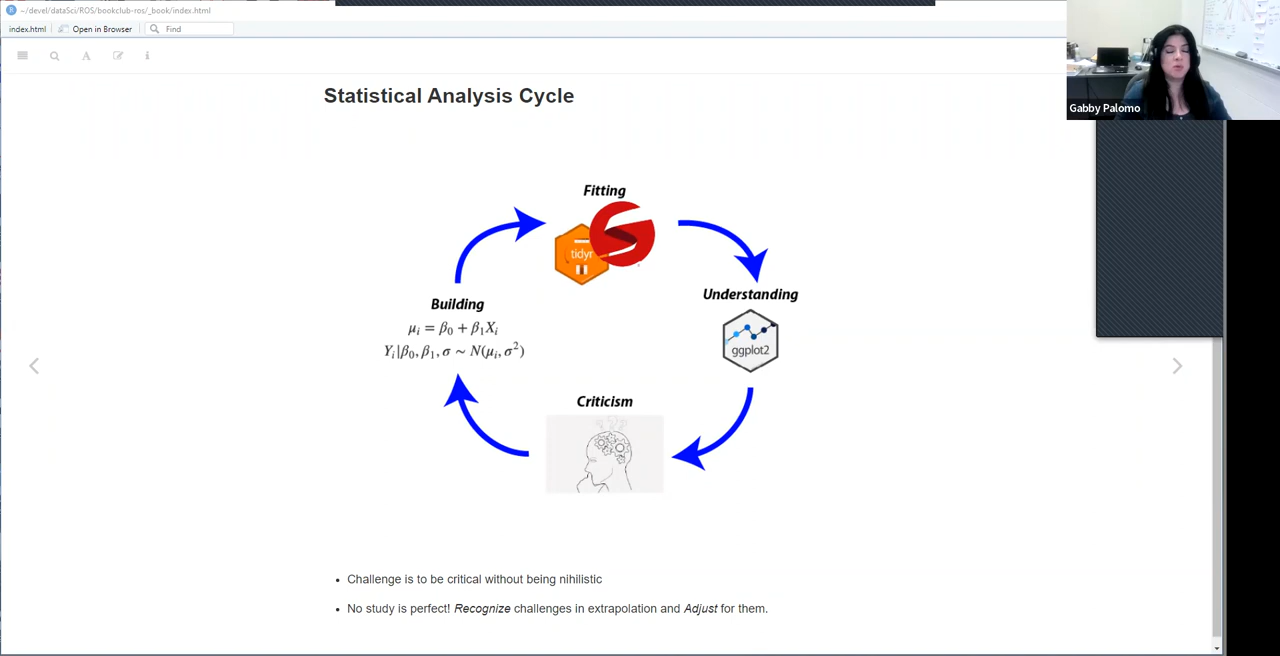 ~/devel/dataSci/ROS/bookclub-ros/_book/index.html
index.html
Open in Browser
Find
A
i
Gabby Palomo
Statistical Analysis Cycle
Fitting
tidyr
S
Understanding
ggplot2
Building
μᵢ = β₀ + β₁Xᵢ
Yᵢ|β₀, β₁, σ ~ N(μᵢ, σ²)
Criticism
• Challenge is to be critical without being nihilistic
• No study is perfect! Recognize challenges in extrapolation and Adjust for them.